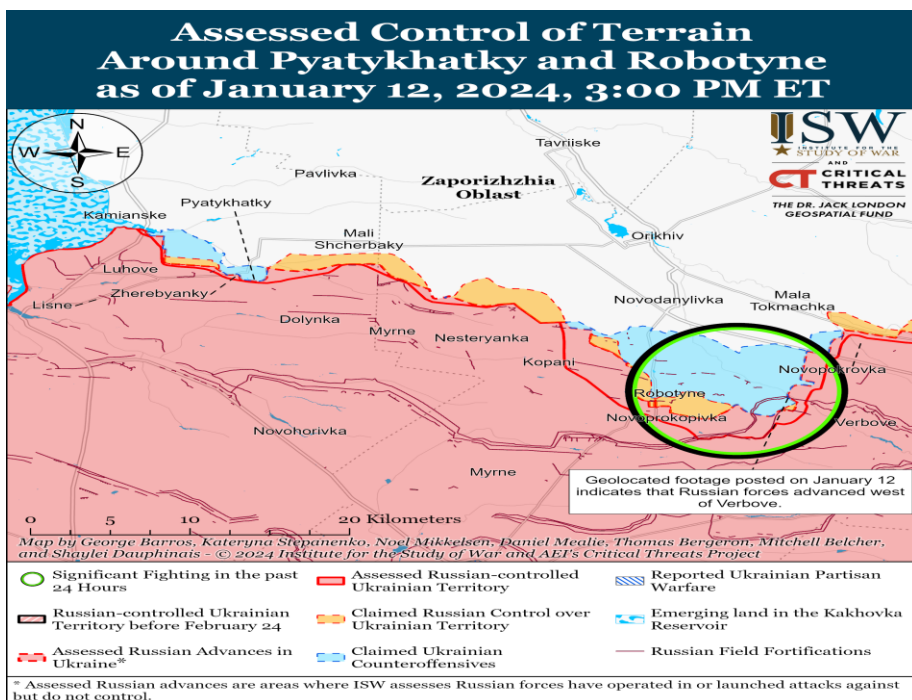 Assessed Control of Terrain
Around Pyatykhatky and Robotyne
as of January 12, 2024, 3:00 PM ET
N
W
E
S
ISW
INSTITUTE FOR THE
STUDY OF WAR
AND
CT CRITICAL
THREATS
THE DR. JACK LONDON
GEOSPATIAL FUND
Tavriiske
Pavlivka
Zaporizhzhia
Oblast
Pyatykhatky
Kamianske
Mali
Shcherbaky
Orikhiv
Luhove
Zherebyanky
Lisne
Novodanylivka
Mala
Tokmachka
Dolynka
Myrne
Nesteryanka
Kopani
Novopokrovka
Robotyne
Novoprokopivka
Verbove
Novohorivka
Myrne
Geolocated footage posted on January 12
indicates that Russian forces advanced west
of Verbove.
0 5 10 20 Kilometers
Map by George Barros, Kateryna Stepanenko, Noel Mikkelsen, Daniel Mealie, Thomas Bergeron, Mitchell Belcher,
and Shaylei Dauphinais - © 2024 Institute for the Study of War and AEI's Critical Threats Project
Significant Fighting in the past
24 Hours
Assessed Russian-controlled
Ukrainian Territory
Reported Ukrainian Partisan
Warfare
Russian-controlled Ukrainian
Territory before February 24
Claimed Russian Control over
Ukrainian Territory
Emerging land in the Kakhovka
Reservoir
Assessed Russian Advances in
Ukraine*
Claimed Ukrainian
Counteroffensives
Russian Field Fortifications
* Assessed Russian advances are areas where ISW assesses Russian forces have operated in or launched attacks against
but do not control.